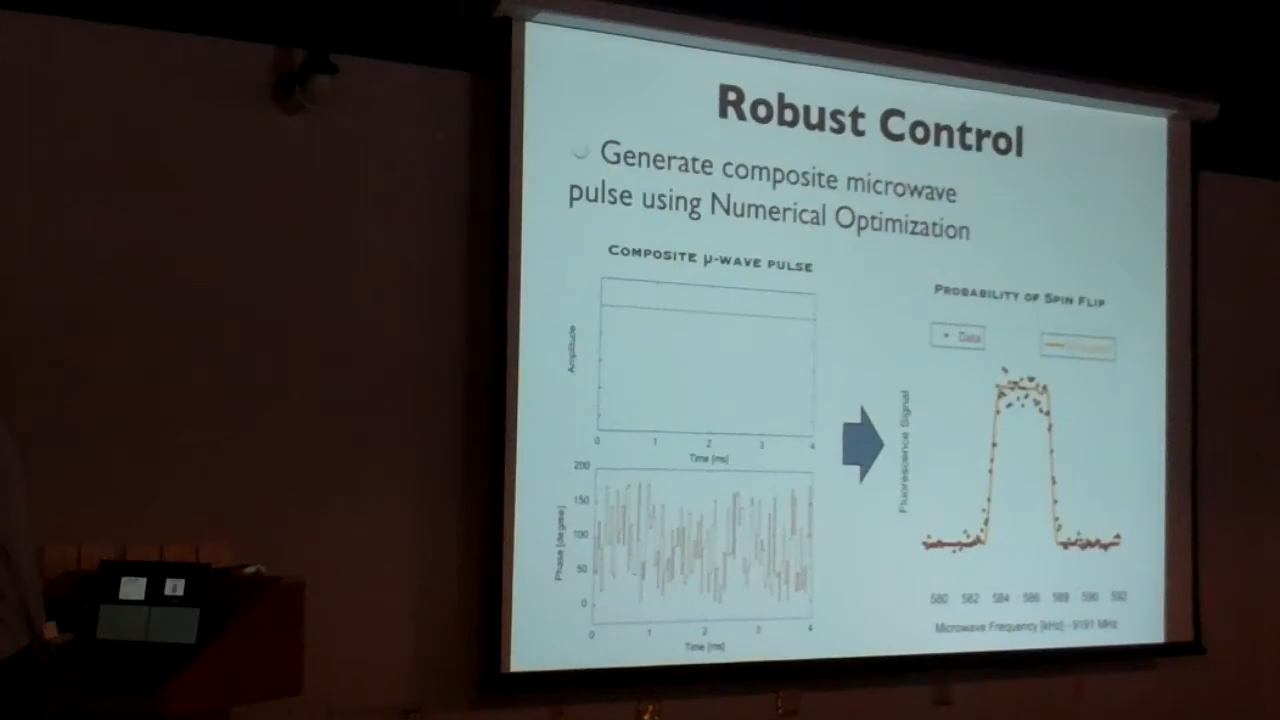 Robust Control
Generate composite microwave
pulse using Numerical Optimization
COMPOSITE μ-WAVE PULSE
Amplitude
0 1 2 3 4
Time [ms]
200
150
100
50
0
Phase [degree]
0 1 2 3 4
Time [ms]
PROBABILITY OF SPIN FLIP
Data
Fluorescence Signal
580 582 584 586 588 590 592
Microwave Frequency [kHz] - 9191 MHz